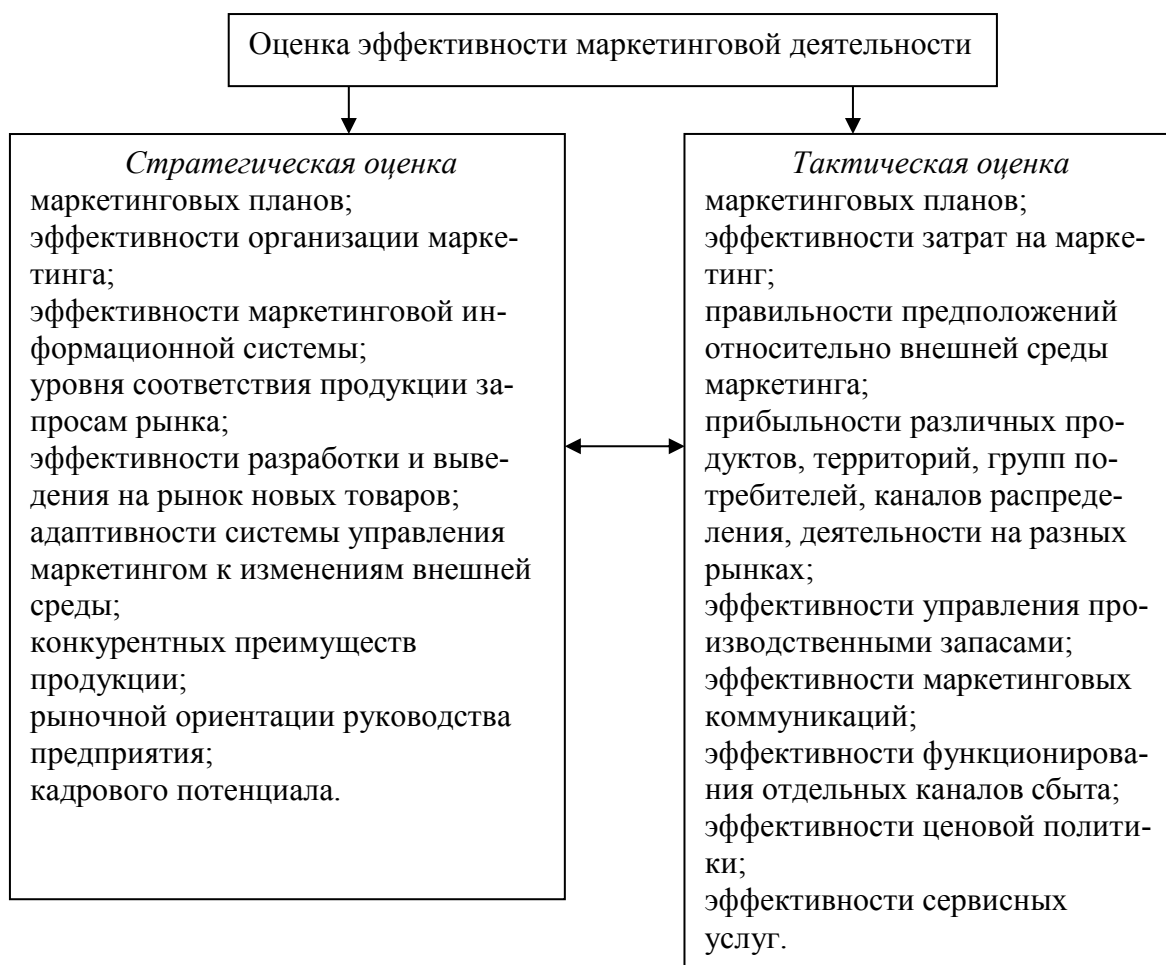 Оценка эффективности маркетинговой деятельности
Стратегическая оценка
маркетинговых планов;
эффективности организации марке-
тинга;
эффективности маркетинговой ин-
формационной системы;
уровня соответствия продукции за-
просам рынка;
эффективности разработки и выве-
дения на рынок новых товаров;
адаптивности системы управления
маркетингом к изменениям внешней
среды;
конкурентных преимуществ
продукции;
рыночной ориентации руководства
предприятия;
кадрового потенциала.
Тактическая оценка
маркетинговых планов;
эффективности затрат на марке-
тинг;
правильности предположений
относительно внешней среды
маркетинга;
прибыльности различных про-
дуктов, территорий, групп по-
требителей, каналов распреде-
ления, деятельности на разных
рынках;
эффективности управления про-
изводственными запасами;
эффективности маркетинговых
коммуникаций;
эффективности функционирова-
ния отдельных каналов сбыта;
эффективности ценовой полити-
ки;
эффективности сервисных
услуг.